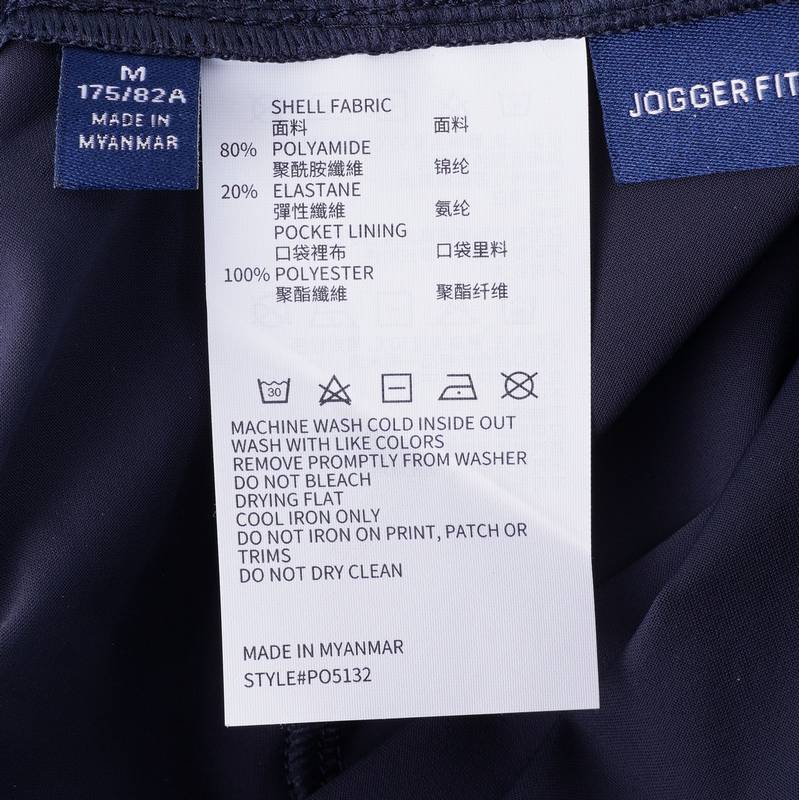 M
175/82A
MADE IN
MYANMAR
JOGGER FIT
SHELL FABRIC
面料 面料
80% POLYAMIDE
聚酰胺纖維 锦纶
20% ELASTANE
彈性纖維 氨纶
POCKET LINING
口袋裡布 口袋里料
100% POLYESTER
聚酯纖維 聚酯纤维
30
MACHINE WASH COLD INSIDE OUT
WASH WITH LIKE COLORS
REMOVE PROMPTLY FROM WASHER
DO NOT BLEACH
DRYING FLAT
COOL IRON ONLY
DO NOT IRON ON PRINT, PATCH OR
TRIMS
DO NOT DRY CLEAN
MADE IN MYANMAR
STYLE#PO5132